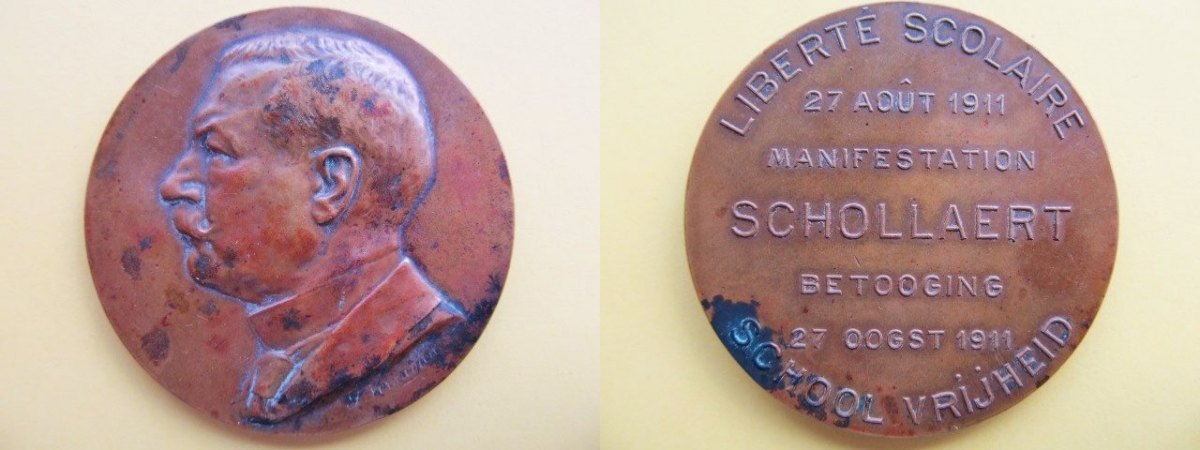 LIBERTÉ SCOLAIRE
27 AOÛT 1911
MANIFESTATION
SCHOLLAERT
BETOOGING
27 OOGST 1911
SCHOOL VRIJHEID